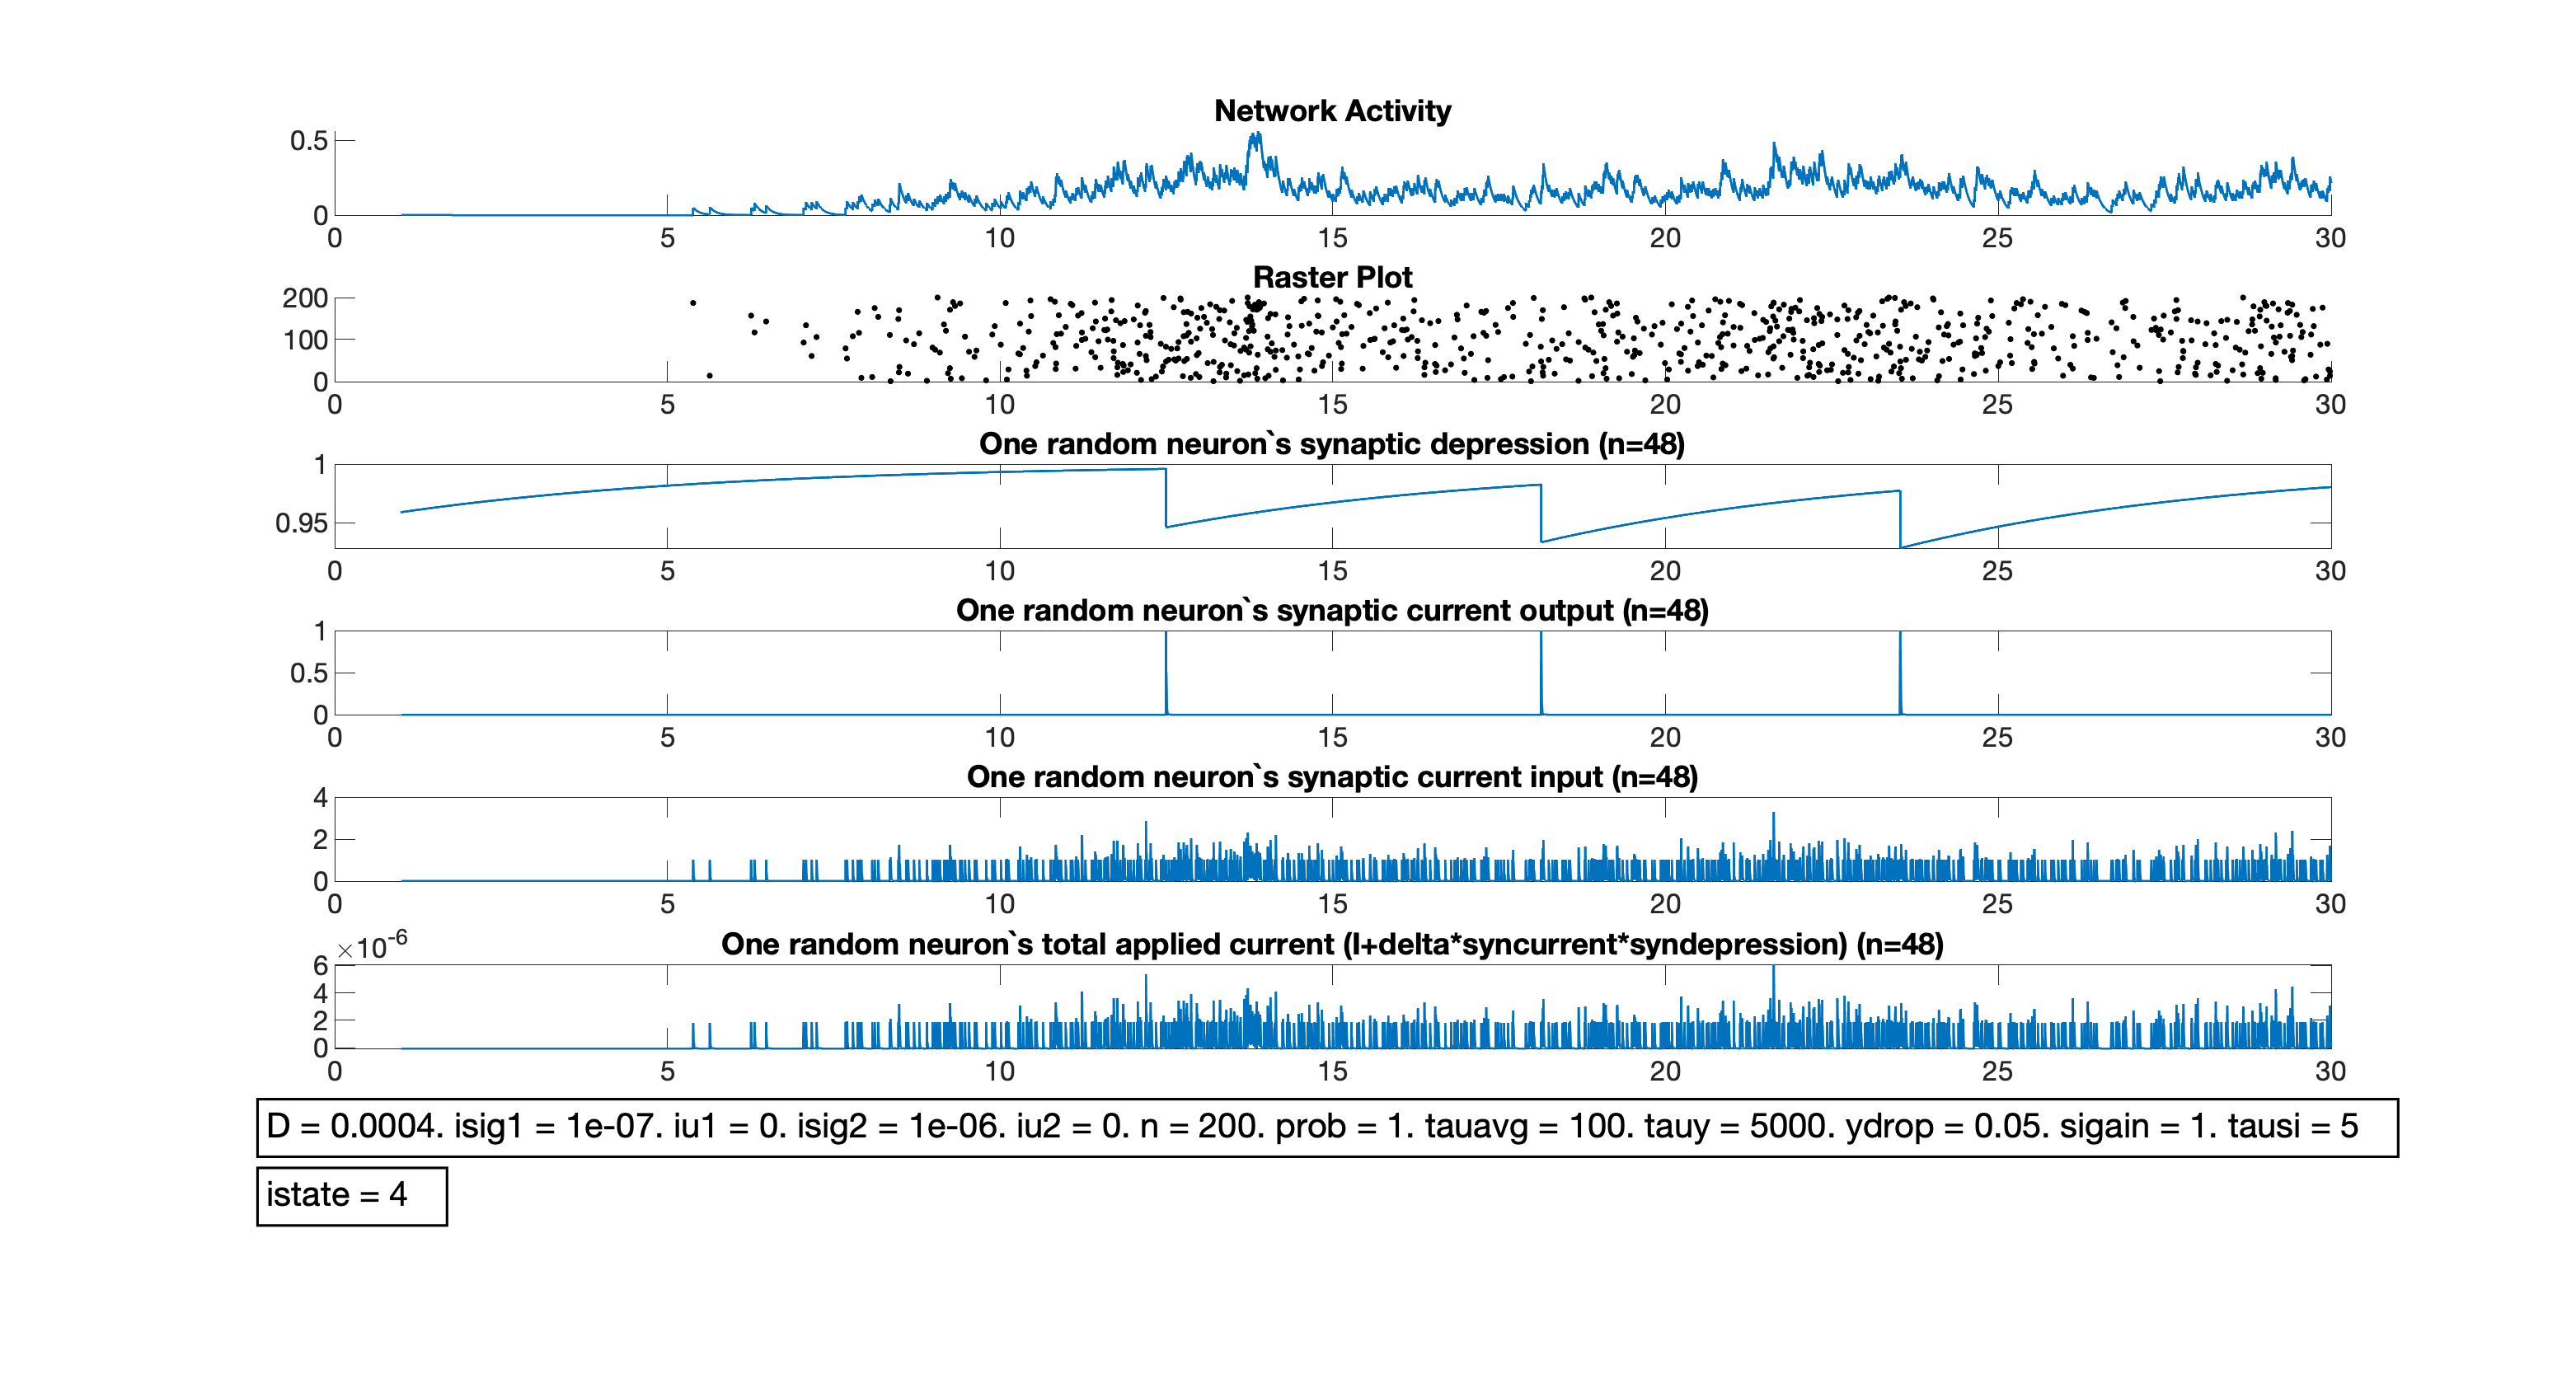 Network Activity
0.5
0
0 5 10 15 20 25 30
Raster Plot
200
100
0
0 5 10 15 20 25 30
One random neuron`s synaptic depression (n=48)
1
0.95
0 5 10 15 20 25 30
One random neuron`s synaptic current output (n=48)
1
0.5
0
0 5 10 15 20 25 30
One random neuron`s synaptic current input (n=48)
4
2
0
0 5 10 15 20 25 30
×10-6
One random neuron`s total applied current (I+delta*syncurrent*syndepression) (n=48)
6
4
2
0
0 5 10 15 20 25 30
D = 0.0004. isig1 = 1e-07. iu1 = 0. isig2 = 1e-06. iu2 = 0. n = 200. prob = 1. tauavg = 100. tauy = 5000. ydrop = 0.05. sigain = 1. tausi = 5
istate = 4